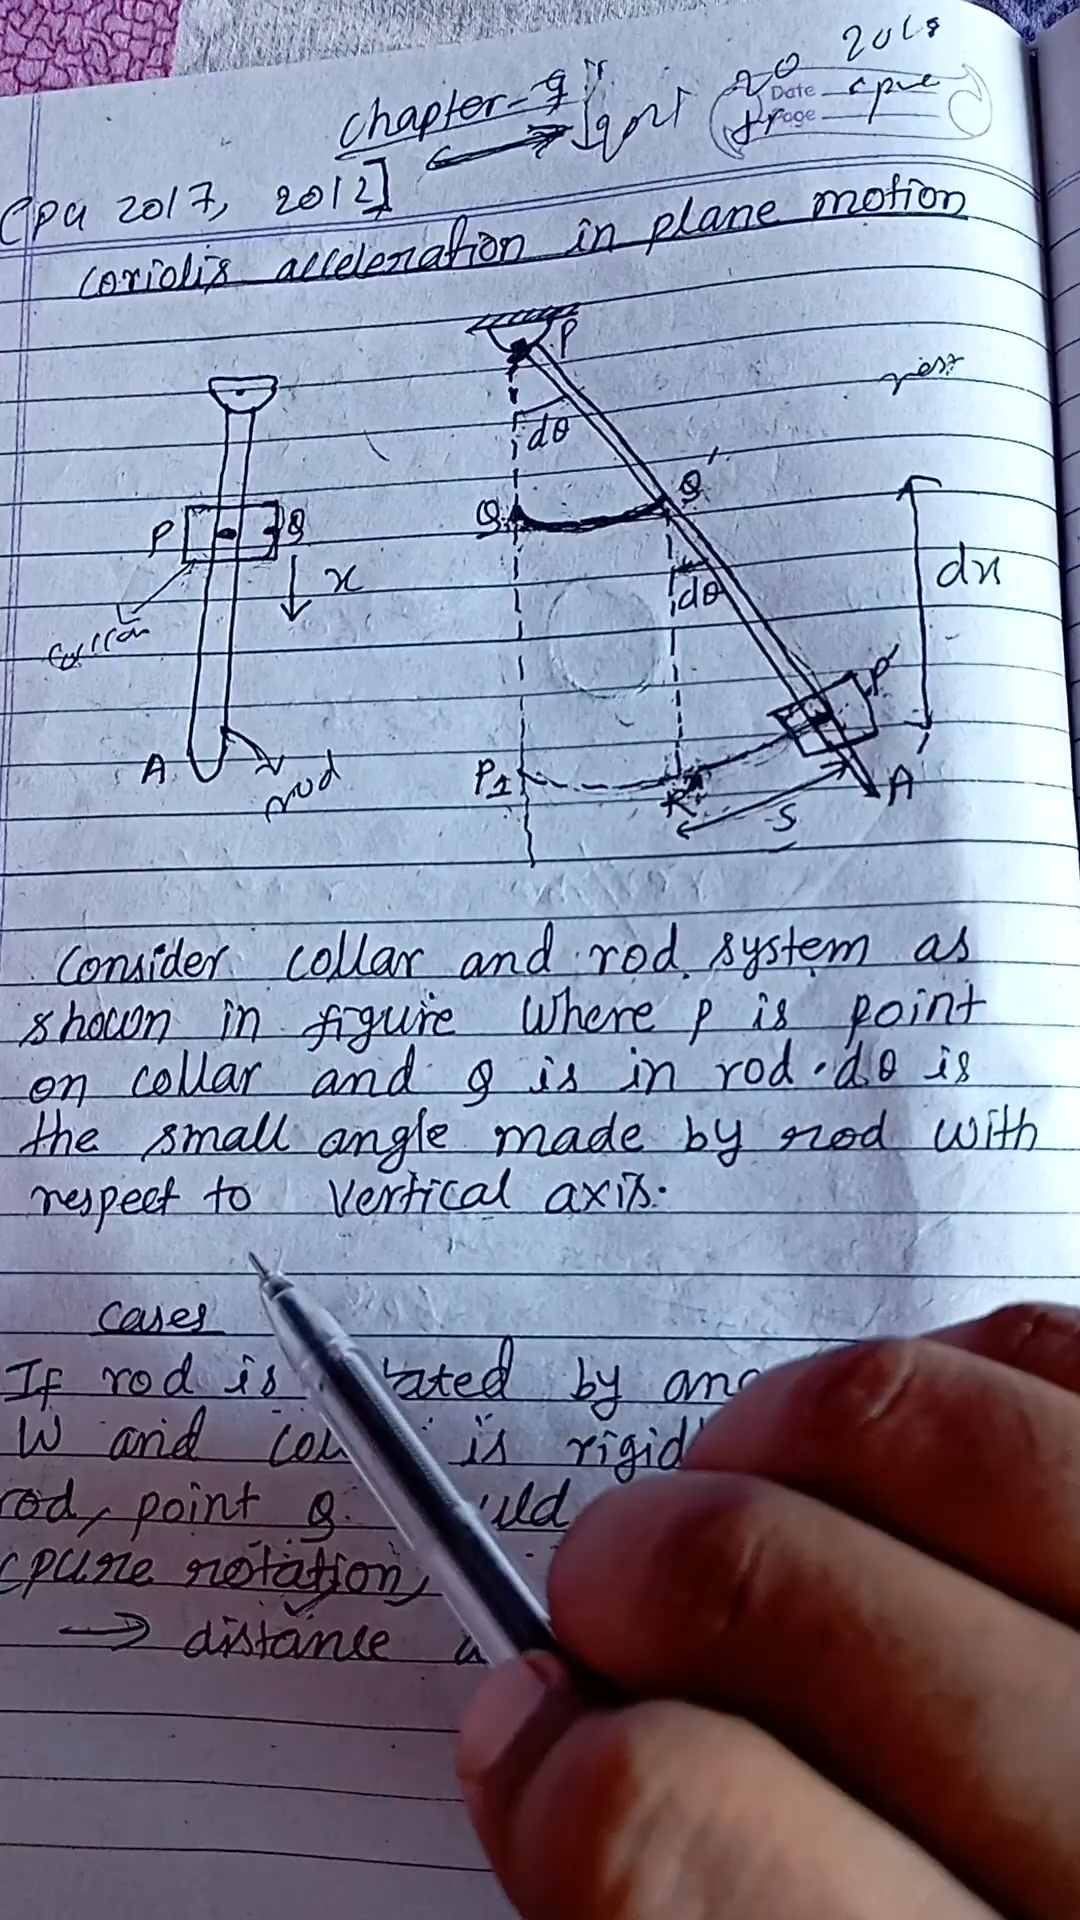 2018
chapter-9
Date
Page
2017, 2012]
coriolis acceleration in plane motion
P
dθ
rest
Q
Q'
P
Q
x
dθ
dx
collar
P'
A
rod
P1
R
S
A'
Consider collar and rod system as
shown in figure where p is point
on collar and Q is in rod. dθ is
the small angle made by rod with
respect to vertical axis.
cases
If rod is by
W and is rigid
rod, point Q
(pure rotation,
→ distance